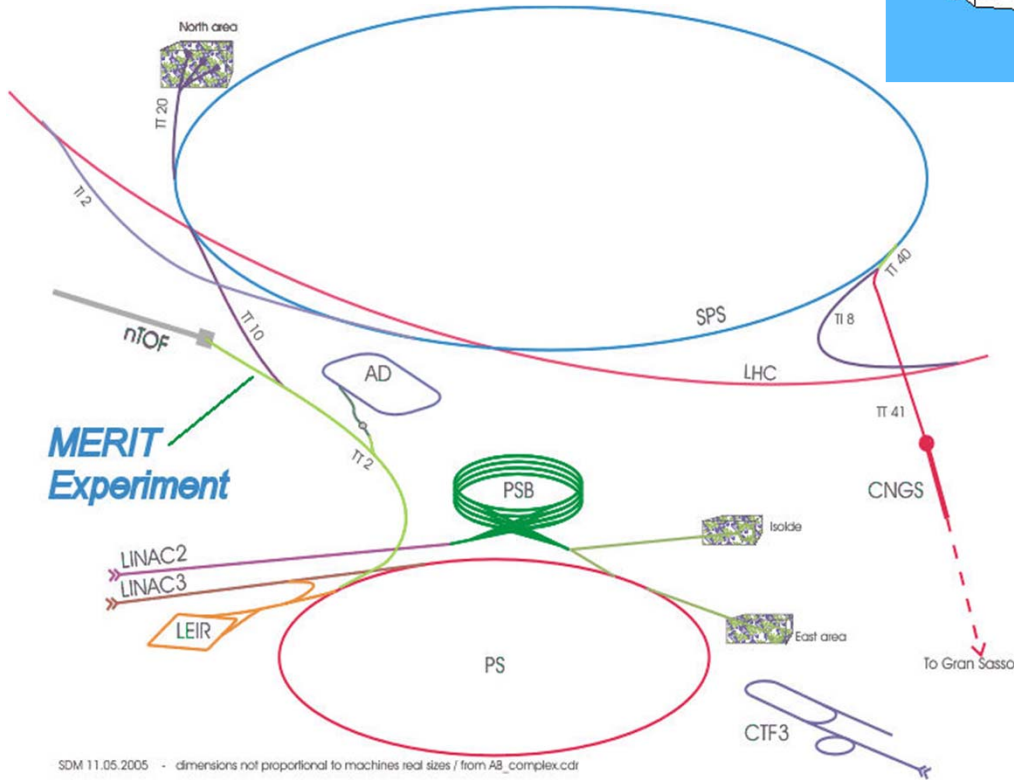 North area
TT 20
TI 2
TT 40
nTOF
TT 10
SPS
TI 8
AD
LHC
MERIT
Experiment
TT 41
TT 2
PSB
CNGS
Isolde
LINAC2
LINAC3
LEIR
East area
PS
To Gran Sasso
CTF3
SDM 11.05.2005 - dimensions not proportional to machines real sizes / from AB_complex.cdr